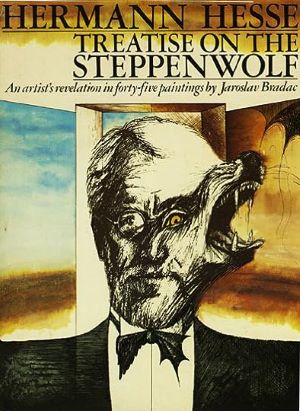 HERMANN HESSE
TREATISE ON THE
STEPPENWOLF
An artist's revelation in forty-five paintings by Jaroslav Bradac